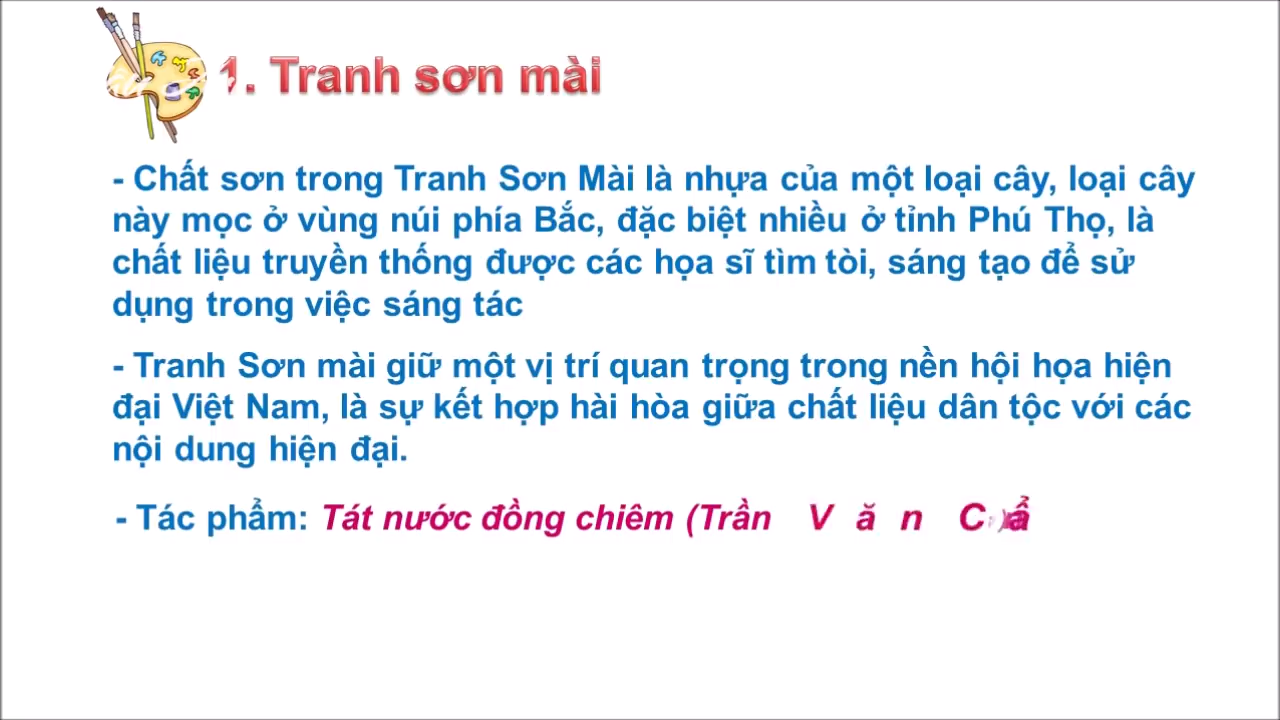 1. Tranh sơn mài
- Chất sơn trong Tranh Sơn Mài là nhựa của một loại cây, loại cây
này mọc ở vùng núi phía Bắc, đặc biệt nhiều ở tỉnh Phú Thọ, là
chất liệu truyền thống được các họa sĩ tìm tòi, sáng tạo để sử
dụng trong việc sáng tác
- Tranh Sơn mài giữ một vị trí quan trọng trong nền hội họa hiện
đại Việt Nam, là sự kết hợp hài hòa giữa chất liệu dân tộc với các
nội dung hiện đại.
- Tác phẩm: Tát nước đồng chiêm (Trần Văn